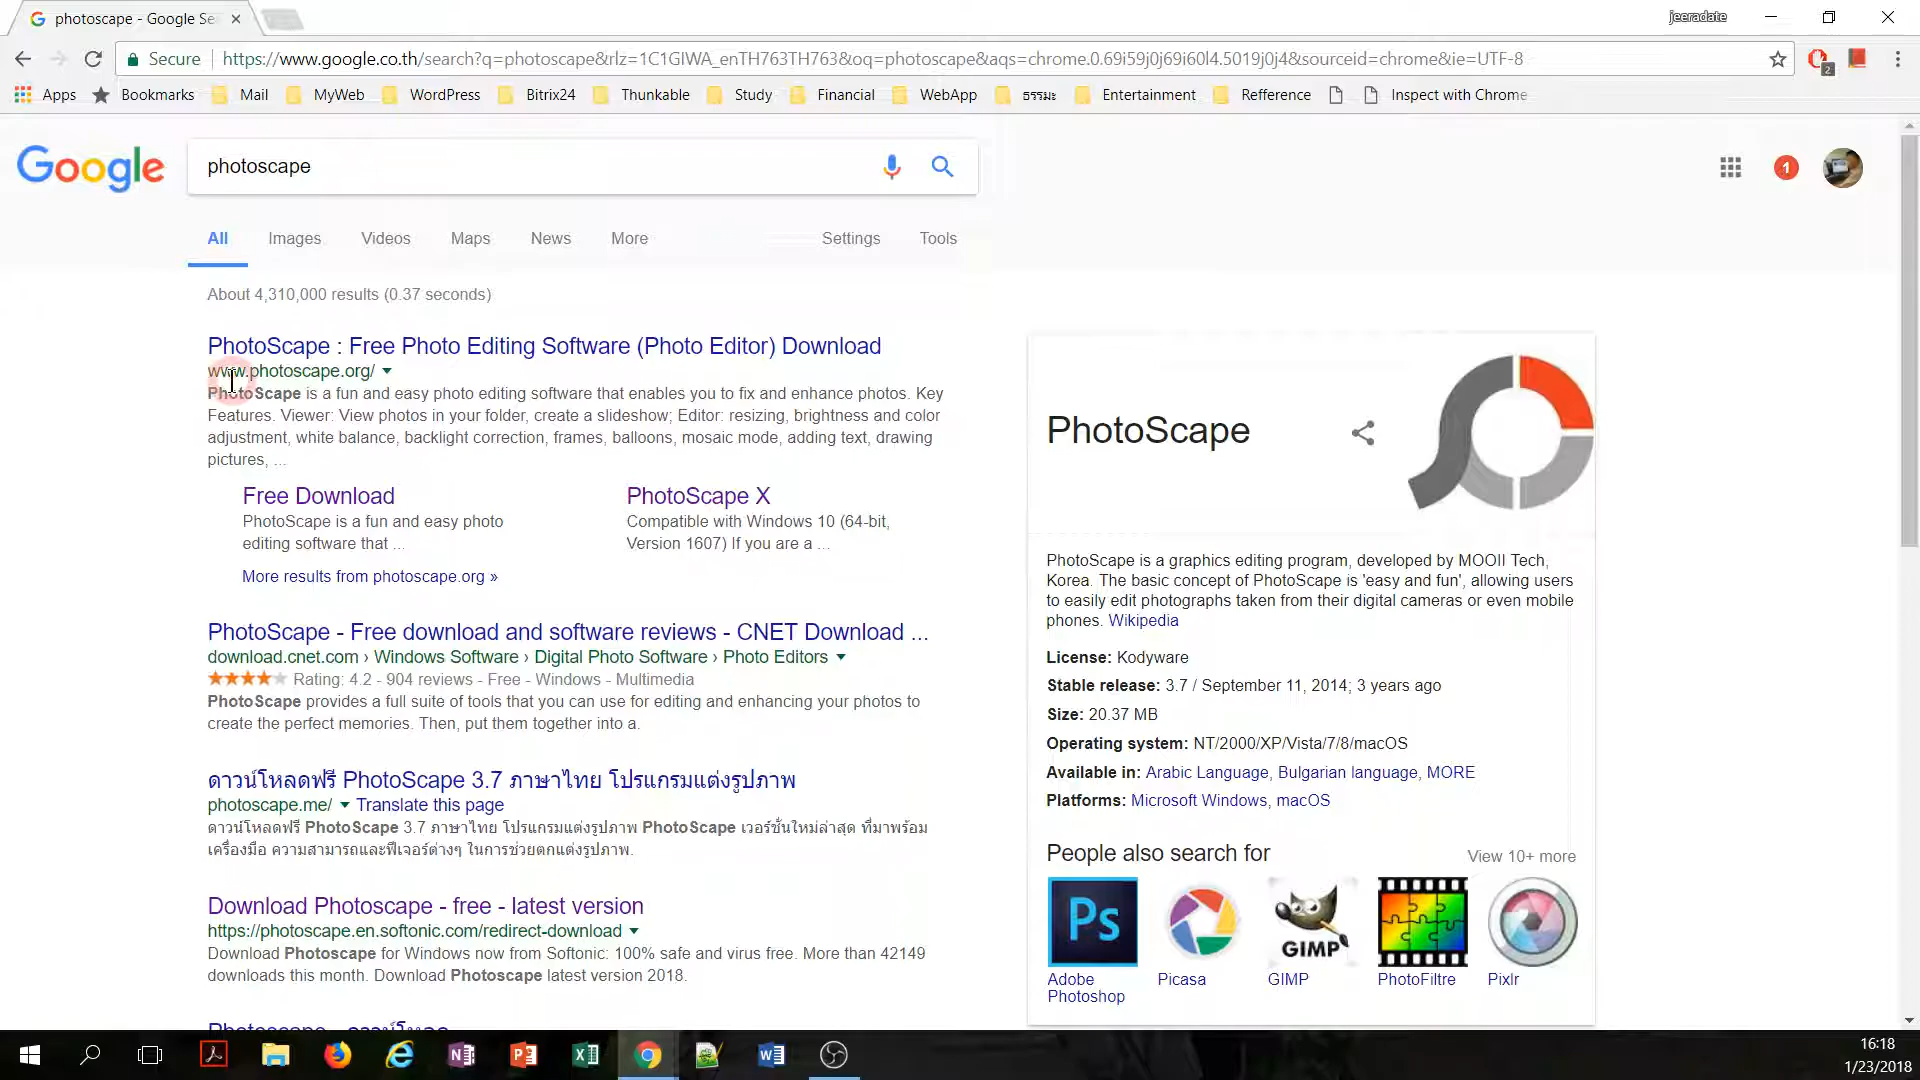 photoscape - Google Se
jeeradate
Secure
https://www.google.co.th/search?q=photoscape&rlz=1C1GIWA_enTH763TH763&oq=photoscape&aqs=chrome.0.69i59j0j69i60l4.5019j0j4&sourceid=chrome&ie=UTF-8
2
Apps Bookmarks Mail MyWeb WordPress Bitrix24 Thunkable Study Financial WebApp ธรรมะ Entertainment Refference Inspect with Chrome
Google
photoscape
1
All Images Videos Maps News More Settings Tools
About 4,310,000 results (0.37 seconds)
PhotoScape : Free Photo Editing Software (Photo Editor) Download
www.photoscape.org/
PhotoScape is a fun and easy photo editing software that enables you to fix and enhance photos. Key
Features. Viewer: View photos in your folder, create a slideshow; Editor: resizing, brightness and color
adjustment, white balance, backlight correction, frames, balloons, mosaic mode, adding text, drawing
pictures, ...
Free Download
PhotoScape is a fun and easy photo
editing software that ...
PhotoScape X
Compatible with Windows 10 (64-bit,
Version 1607) If you are a ...
More results from photoscape.org »
PhotoScape - Free download and software reviews - CNET Download ...
download.cnet.com › Windows Software › Digital Photo Software › Photo Editors
Rating: 4.2 - 904 reviews - Free - Windows - Multimedia
PhotoScape provides a full suite of tools that you can use for editing and enhancing your photos to
create the perfect memories. Then, put them together into a.
ดาวน์โหลดฟรี PhotoScape 3.7 ภาษาไทย โปรแกรมแต่งรูปภาพ
photoscape.me/ Translate this page
ดาวน์โหลดฟรี PhotoScape 3.7 ภาษาไทย โปรแกรมแต่งรูปภาพ PhotoScape เวอร์ชั่นใหม่ล่าสุด ที่มาพร้อม
เครื่องมือ ความสามารถและฟีเจอร์ต่างๆ ในการช่วยตกแต่งรูปภาพ.
Download Photoscape - free - latest version
https://photoscape.en.softonic.com/redirect-download
Download Photoscape for Windows now from Softonic: 100% safe and virus free. More than 42149
downloads this month. Download Photoscape latest version 2018.
Photoscape - ดาวน์โหลด
PhotoScape
PhotoScape is a graphics editing program, developed by MOOII Tech,
Korea. The basic concept of PhotoScape is 'easy and fun', allowing users
to easily edit photographs taken from their digital cameras or even mobile
phones. Wikipedia
License: Kodyware
Stable release: 3.7 / September 11, 2014; 3 years ago
Size: 20.37 MB
Operating system: NT/2000/XP/Vista/7/8/macOS
Available in: Arabic Language, Bulgarian language, MORE
Platforms: Microsoft Windows, macOS
People also search for
View 10+ more
Ps
GIMP
Adobe
Photoshop
Picasa
GIMP
PhotoFiltre
Pixlr
16:18
1/23/2018